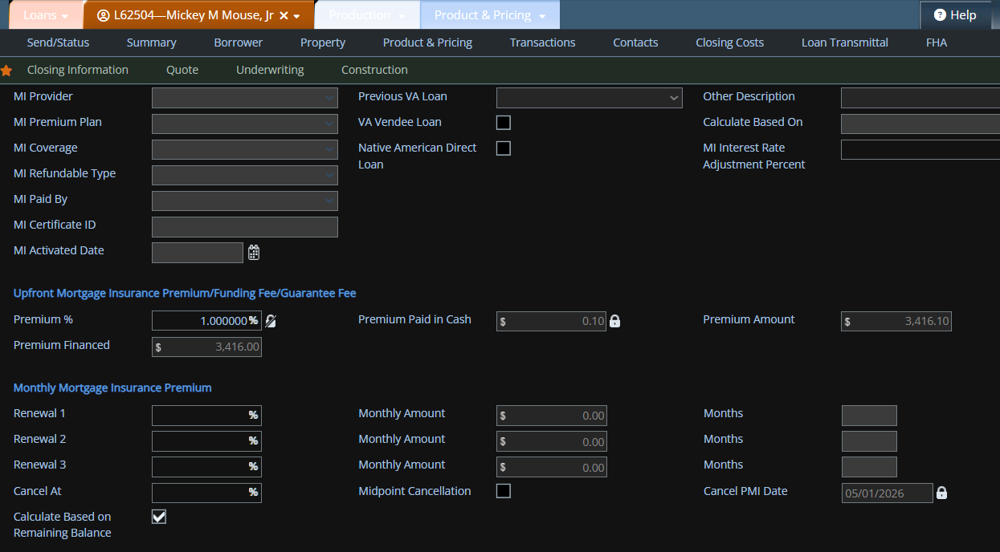 Loans
L62504—Mickey M Mouse, Jr
Production
Product & Pricing
Help
Send/Status Summary Borrower Property Product & Pricing Transactions Contacts Closing Costs Loan Transmittal FHA
Closing Information Quote Underwriting Construction
MI Provider Previous VA Loan Other Description
MI Premium Plan VA Vendee Loan Calculate Based On
MI Coverage Native American Direct Loan MI Interest Rate Adjustment Percent
MI Refundable Type
MI Paid By
MI Certificate ID
MI Activated Date
Upfront Mortgage Insurance Premium/Funding Fee/Guarantee Fee
Premium % 1.000000% Premium Paid in Cash $ 0.10 Premium Amount $ 3,416.10
Premium Financed $ 3,416.00
Monthly Mortgage Insurance Premium
Renewal 1 % Monthly Amount $ 0.00 Months
Renewal 2 % Monthly Amount $ 0.00 Months
Renewal 3 % Monthly Amount $ 0.00 Months
Cancel At % Midpoint Cancellation Cancel PMI Date 05/01/2026
Calculate Based on
Remaining Balance